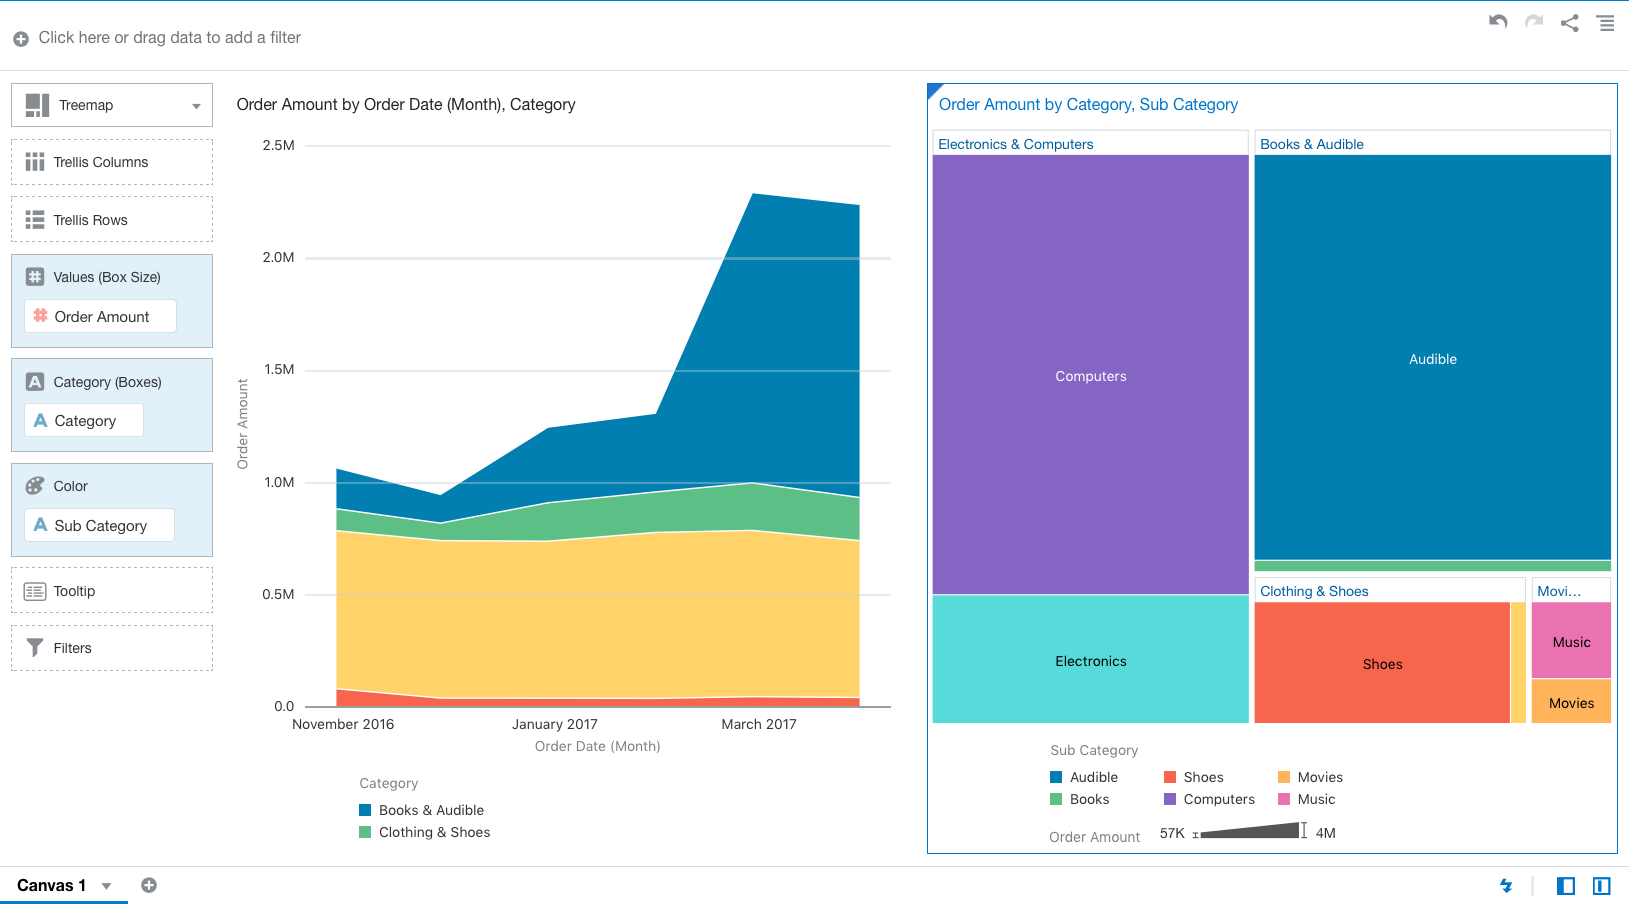 Click here or drag data to add a filter
Treemap
Trellis Columns
Trellis Rows
Values (Box Size)
Order Amount
Category (Boxes)
A Category
Color
A Sub Category
Tooltip
Filters
Order Amount by Order Date (Month), Category
2.5M
2.0M
1.5M
1.0M
0.5M
0.0
Order Amount
November 2016
January 2017
March 2017
Order Date (Month)
Category
Books & Audible
Clothing & Shoes
Order Amount by Category, Sub Category
Electronics & Computers
Books & Audible
Computers
Audible
Electronics
Clothing & Shoes
Movi...
Shoes
Music
Movies
Sub Category
Audible
Shoes
Movies
Books
Computers
Music
Order Amount
57K
4M
Canvas 1